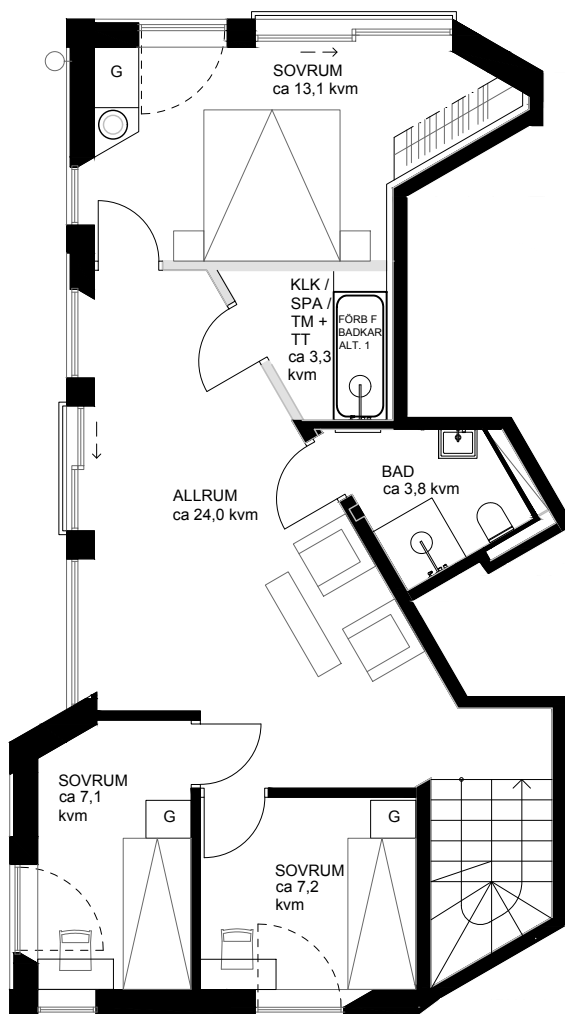 G
SOVRUM
ca 13,1 kvm
KLK /
SPA /
TM +
TT
ca 3,3
kvm
FÖRB F
BADKAR
ALT. 1
BAD
ca 3,8 kvm
ALLRUM
ca 24,0 kvm
SOVRUM
ca 7,1
kvm
G
G
SOVRUM
ca 7,2
kvm